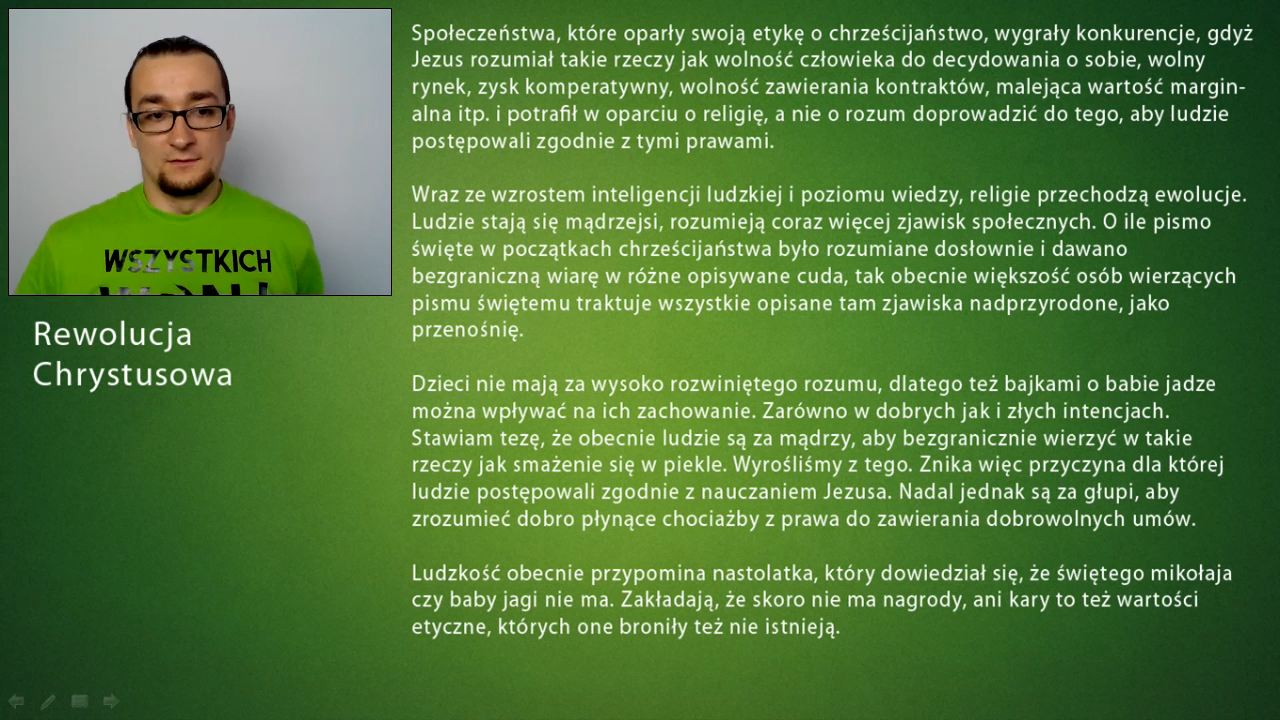 WSZYSTKICH
Rewolucja
Chrystusowa
Społeczeństwa, które oparły swoją etykę o chrześcijaństwo, wygrały konkurencje, gdyż
Jezus rozumiał takie rzeczy jak wolność człowieka do decydowania o sobie, wolny
rynek, zysk komperatywny, wolność zawierania kontraktów, malejąca wartość margin-
alna itp. i potrafił w oparciu o religię, a nie o rozum doprowadzić do tego, aby ludzie
postępowali zgodnie z tymi prawami.
Wraz ze wzrostem inteligencji ludzkiej i poziomu wiedzy, religie przechodzą ewolucje.
Ludzie stają się mądrzejsi, rozumieją coraz więcej zjawisk społecznych. O ile pismo
święte w początkach chrześcijaństwa było rozumiane dosłownie i dawano
bezgraniczną wiarę w różne opisywane cuda, tak obecnie większość osób wierzących
pismu świętemu traktuje wszystkie opisane tam zjawiska nadprzyrodzone, jako
przenośnię.
Dzieci nie mają za wysoko rozwiniętego rozumu, dlatego też bajkami o babie jadze
można wpływać na ich zachowanie. Zarówno w dobrych jak i złych intencjach.
Stawiam tezę, że obecnie ludzie są za mądrzy, aby bezgranicznie wierzyć w takie
rzeczy jak smażenie się w piekle. Wyrośliśmy z tego. Znika więc przyczyna dla której
ludzie postępowali zgodnie z nauczaniem Jezusa. Nadal jednak są za głupi, aby
zrozumieć dobro płynące chociażby z prawa do zawierania dobrowolnych umów.
Ludzkość obecnie przypomina nastolatka, który dowiedział się, że świętego mikołaja
czy baby jagi nie ma. Zakładają, że skoro nie ma nagrody, ani kary to też wartości
etyczne, których one broniły też nie istnieją.